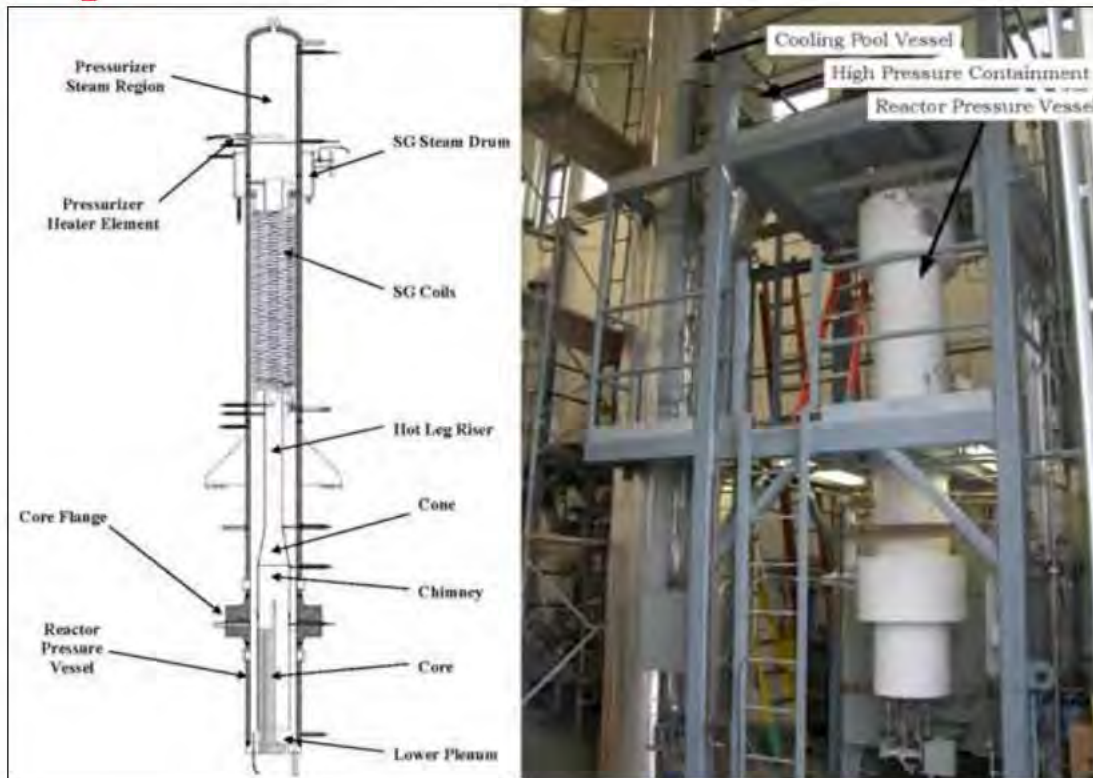 Pressurizer
Steam Region
SG Steam Drum
Pressurizer
Heater Element
SG Coils
Hot Leg Riser
Core Flange
Cone
Chimney
Reactor
Pressure
Vessel
Core
Lower Plenum
Cooling Pool Vessel
High Pressure Containment
Reactor Pressure Vessel